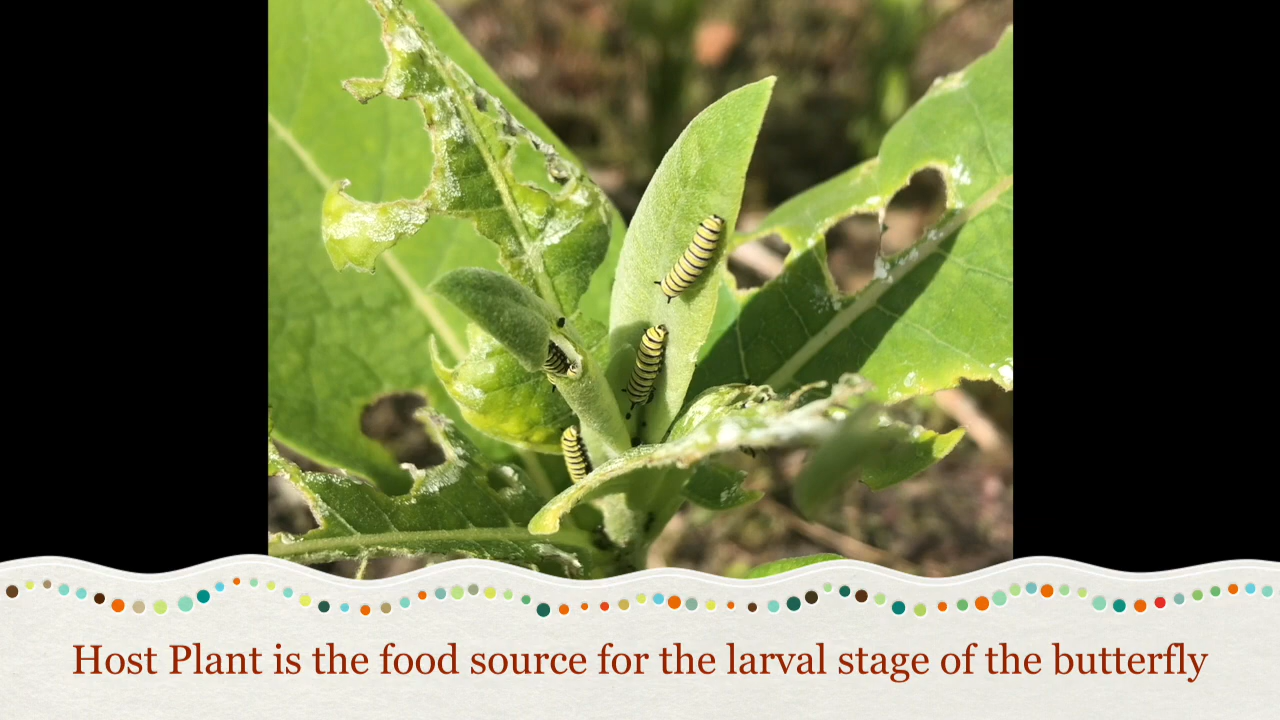 Host Plant is the food source for the larval stage of the butterfly